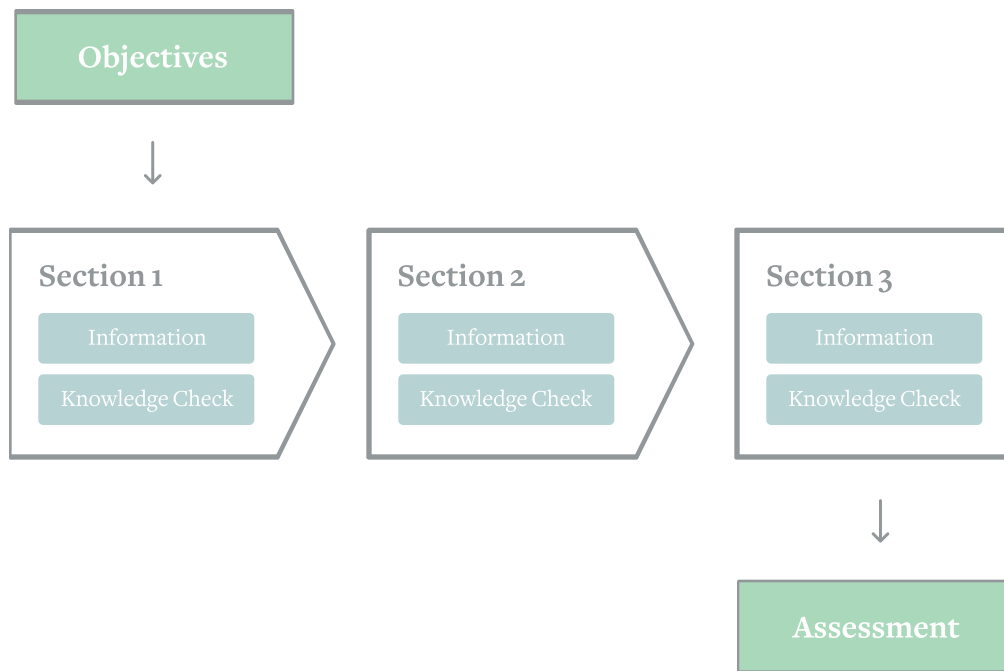 Objectives
Section 1
Information
Knowledge Check
Section 2
Information
Knowledge Check
Section 3
Information
Knowledge Check
Assessment